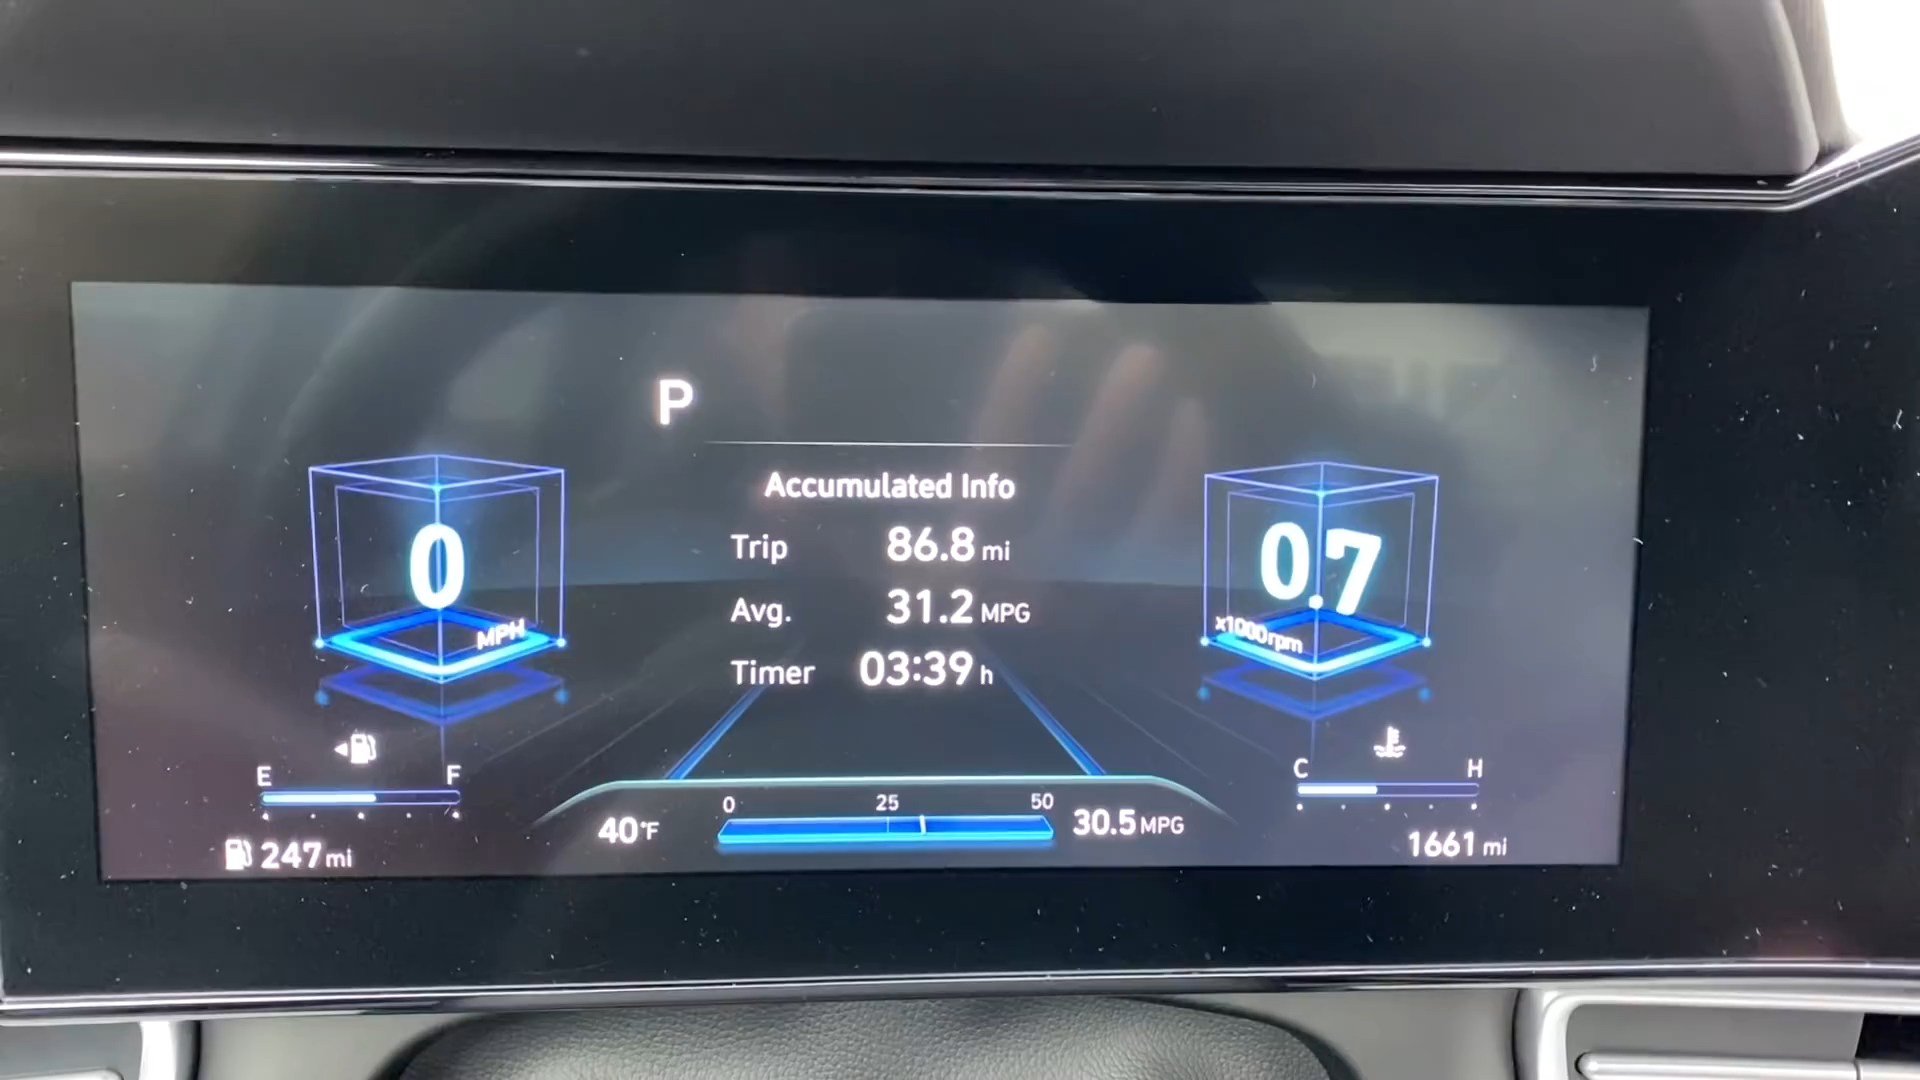 P
Accumulated Info
Trip 86.8 mi
Avg. 31.2 MPG
Timer 03:39 h
0
MPH
0.7
x1000rpm
E F
247 mi
40°F
0 25 50
30.5 MPG
C H
1661 mi